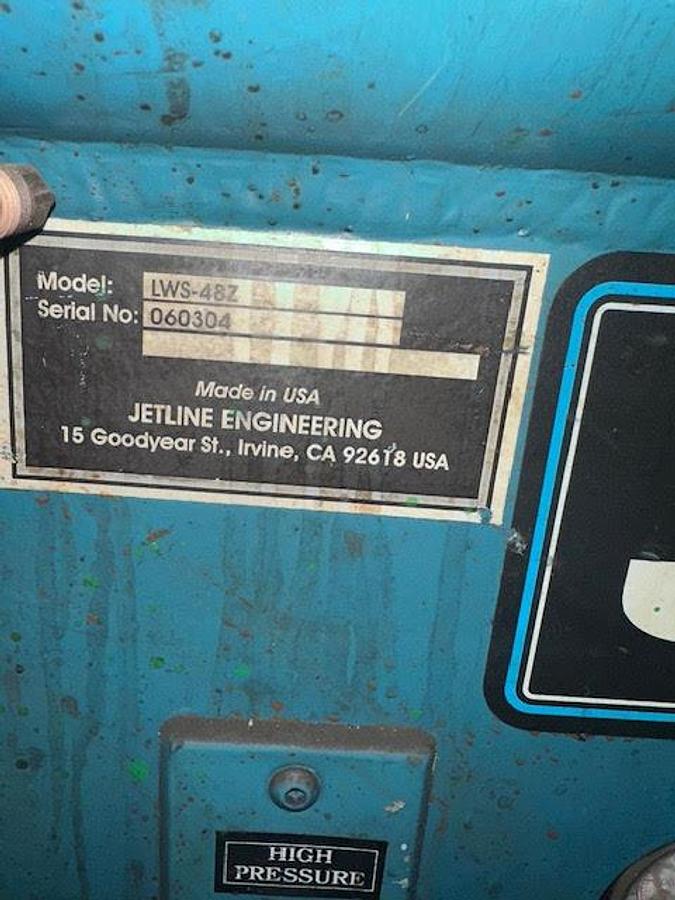 Model: LWS-48Z
Serial No: 060304
Made in USA
JETLINE ENGINEERING
15 Goodyear St., Irvine, CA 92618 USA
HIGH
PRESSURE